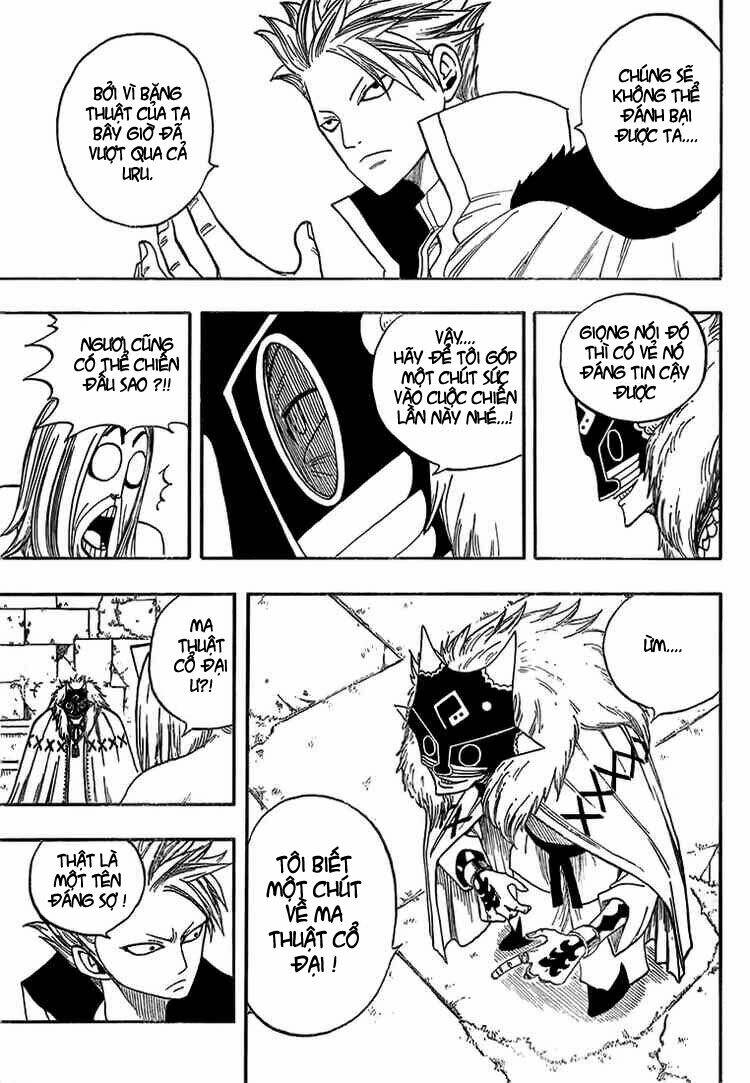 CHÚNG SẼ
KHÔNG THỂ
ĐÁNH BẠI
ĐƯỢC TA....
BỞI VÌ BĂNG
THUẬT CỦA TA
BÂY GIỜ ĐÃ
VƯỢT QUA CẢ
URU.
GIỌNG NÓI ĐÓ
THÌ CÓ VẺ NÓ
ĐÁNG TIN CẬY
ĐƯỢC
VẬY....
HÃY ĐỂ TÔI GÓP
MỘT CHÚT SỨC
VÀO CUỘC CHIẾN
LẦN NÀY NHÉ...!
NGƯƠI CŨNG
CÓ THỂ CHIẾN
ĐẤU SAO ?!!
ỪM....
TÔI BIẾT
MỘT CHÚT
VỀ MA
THUẬT CỔ
ĐẠI !
MA
THUẬT
CỔ ĐẠI
Ư?!
THẬT LÀ
MỘT TÊN
ĐÁNG SỢ !